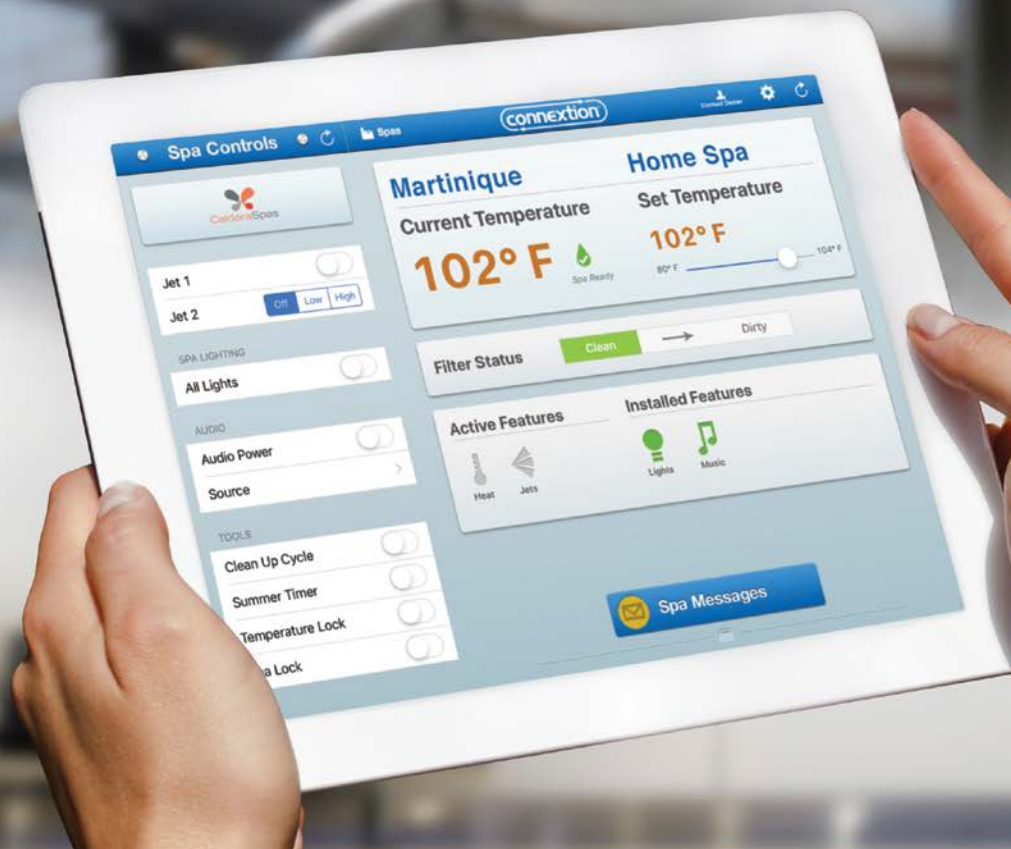 Spa Controls
Spas
connextion
Contact Dealer
CalderaSpas
Jet 1
Jet 2
Off Low High
SPA LIGHTING
All Lights
AUDIO
Audio Power
Source
TOOLS
Clean Up Cycle
Summer Timer
Temperature Lock
a Lock
Martinique
Home Spa
Current Temperature
Set Temperature
102° F
Spa Ready
102° F
80° F
104° F
Filter Status
Clean
Dirty
Active Features
Installed Features
Heat
Jets
Lights
Music
Spa Messages